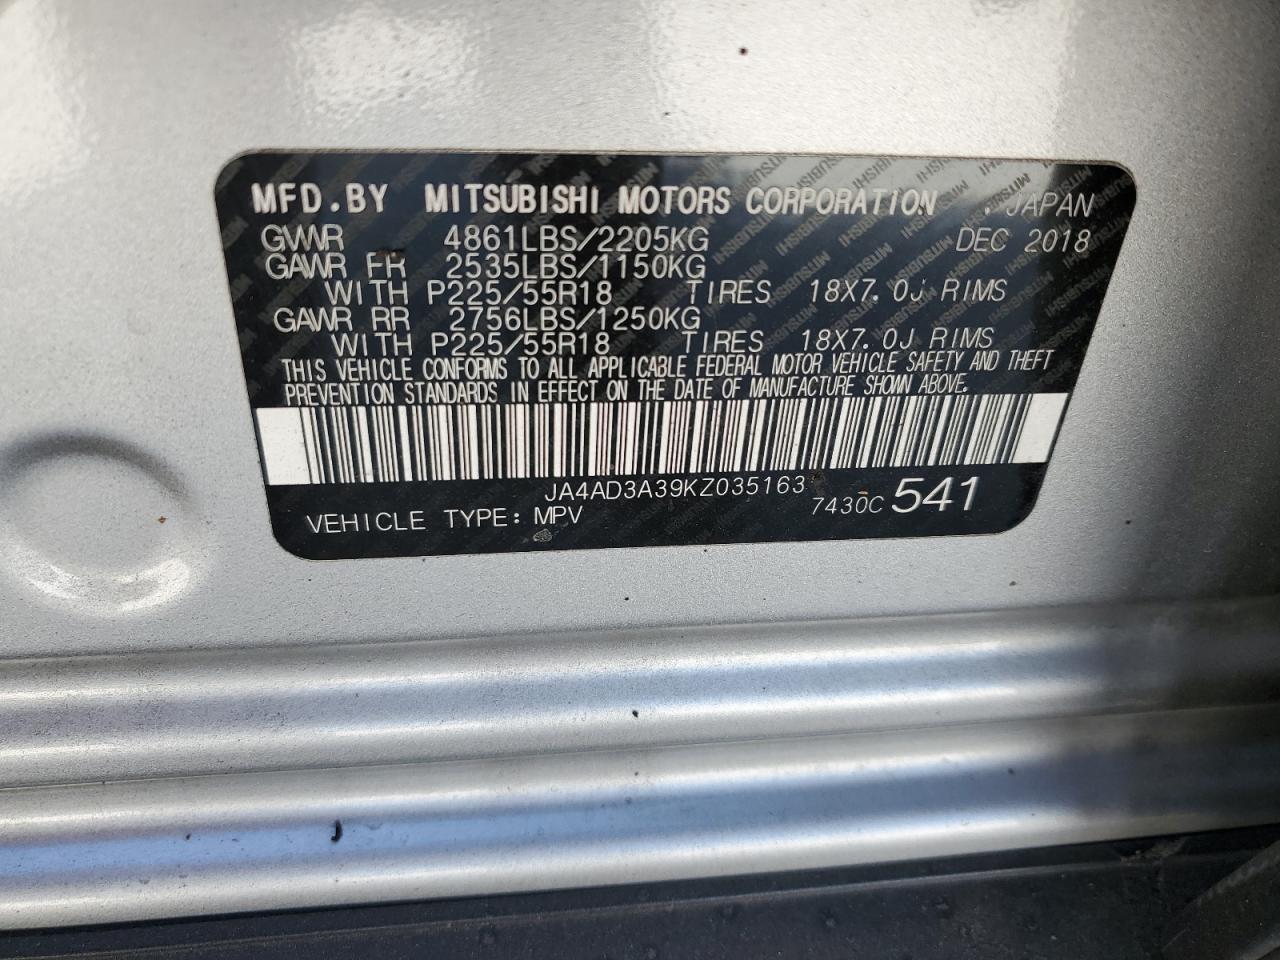 MFD.BY MITSUBISHI MOTORS CORPORATION . JAPAN
GVWR 4861LBS/2205KG DEC 2018
GAWR FR 2535LBS/1150KG
WITH P225/55R18 TIRES 18X7.0J RIMS
GAWR RR 2756LBS/1250KG
WITH P225/55R18 TIRES 18X7.0J RIMS
THIS VEHICLE CONFORMS TO ALL APPLICABLE FEDERAL MOTOR VEHICLE SAFETY AND THEFT
PREVENTION STANDARDS IN EFFECT ON THE DATE OF MANUFACTURE SHOWN ABOVE.
JA4AD3A39KZ035163
7430C 541
VEHICLE TYPE: MPV